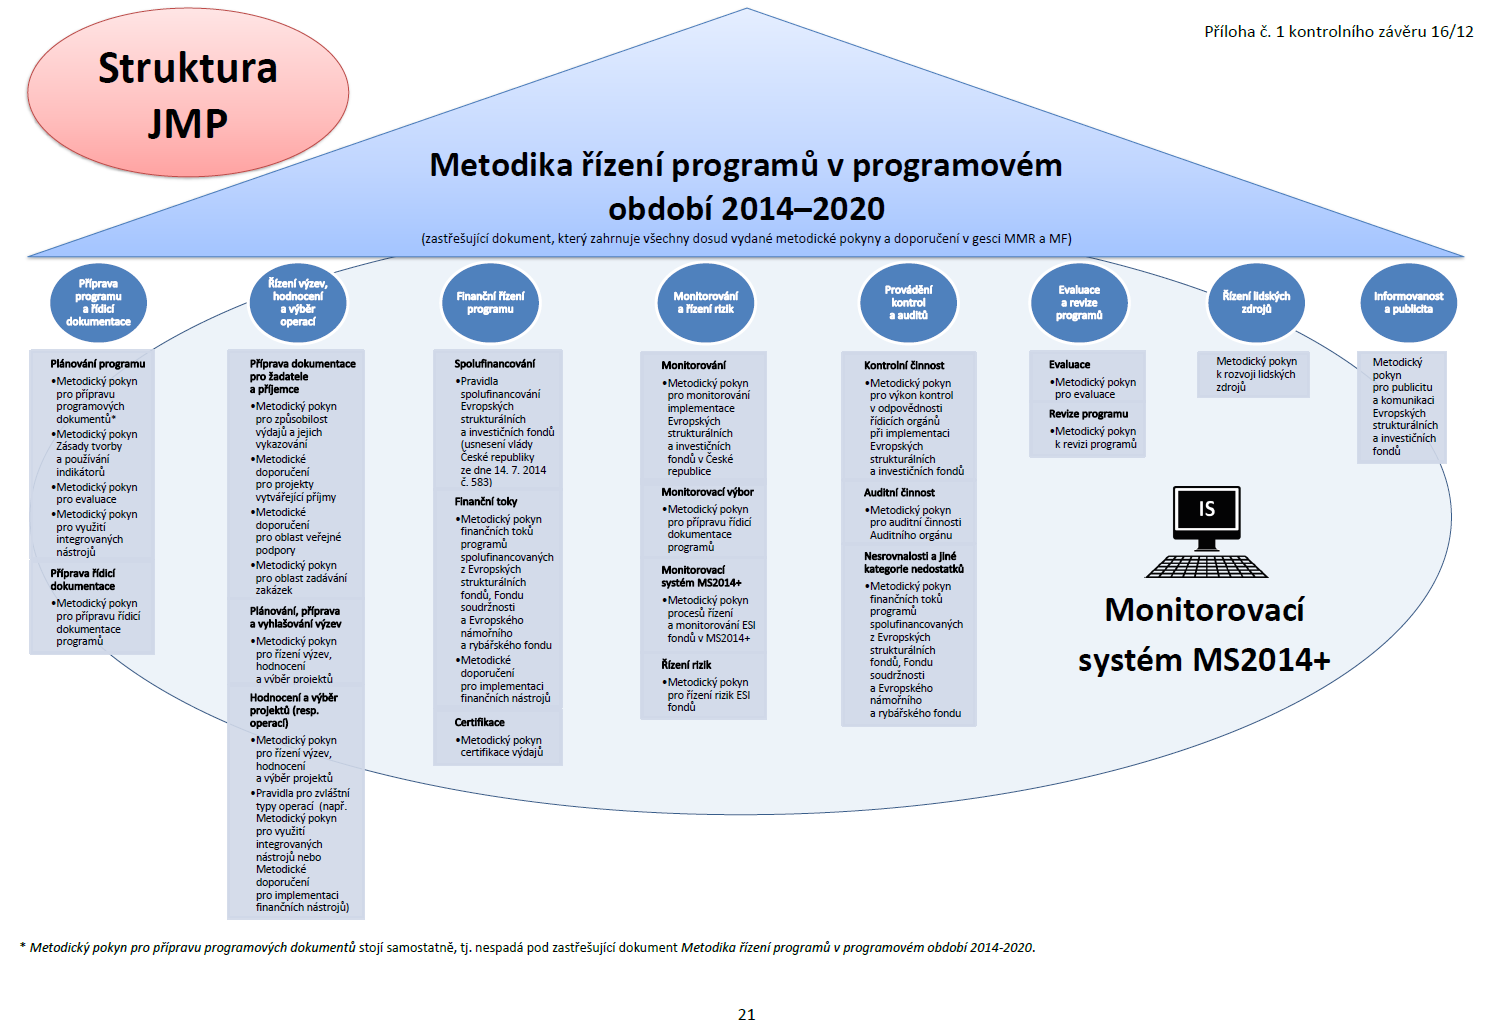 Příloha č. 1 kontrolního závěru 16/12
Struktura
JMP
Metodika řízení programů v programovém
období 2014–2020
(zastřešující dokument, který zahrnuje všechny dosud vydané metodické pokyny a doporučení v gesci MMR a MF)
Příprava
programu
a řídicí
dokumentace
Plánování programu
•Metodický pokyn
pro přípravu
programových
dokumentů*
•Metodický pokyn
Zásady tvorby
a používání
indikátorů
•Metodický pokyn
pro evaluace
•Metodický pokyn
pro využití
integrovaných
nástrojů
Příprava řídicí
dokumentace
•Metodický pokyn
pro přípravu řídicí
dokumentace
programů
Řízení výzev,
hodnocení
a výběr
operací
Příprava dokumentace
pro žadatele
a příjemce
•Metodický pokyn
pro způsobilost
výdajů a jejich
vykazování
•Metodické
doporučení
pro projekty
vytvářející příjmy
•Metodické
doporučení
pro oblast veřejné
podpory
•Metodický pokyn
pro oblast zadávání
zakázek
Plánování, příprava
a vyhlašování výzev
•Metodický pokyn
pro řízení výzev,
hodnocení
a výběr projektů
Hodnocení a výběr
projektů (resp.
operací)
•Metodický pokyn
pro řízení výzev,
hodnocení
a výběr projektů
•Pravidla pro zvláštní
typy operací (např.
Metodický pokyn
pro využití
integrovaných
nástrojů nebo
Metodické
doporučení
pro implementaci
finančních nástrojů)
Finanční řízení
programu
Spolufinancování
•Pravidla
spolufinancování
Evropských
strukturálních
a investičních fondů
(usnesení vlády
České republiky
ze dne 14. 7. 2014
č. 583)
Finanční toky
•Metodický pokyn
finančních toků
programů
spolufinancovaných
z Evropských
strukturálních
fondů, Fondu
soudržnosti
a Evropského
námořního
a rybářského fondu
•Metodické
doporučení
pro implementaci
finančních nástrojů
Certifikace
•Metodický pokyn
certifikace výdajů
Monitorování
a řízení rizik
Monitorování
•Metodický pokyn
pro monitorování
implementace
Evropských
strukturálních
a investičních
fondů v České
republice
Monitorovací výbor
•Metodický pokyn
pro přípravu řídicí
dokumentace
programů
Monitorovací
systém MS2014+
•Metodický pokyn
procesů řízení
a monitorování ESI
fondů v MS2014+
Řízení rizik
•Metodický pokyn
pro řízení rizik ESI
fondů
Provádění
kontrol
a auditů
Kontrolní činnost
•Metodický pokyn
pro výkon kontrol
v odpovědnosti
řídicích orgánů
při implementaci
Evropských
strukturálních
a investičních fondů
Auditní činnost
•Metodický pokyn
pro auditní činnosti
Auditního orgánu
Nesrovnalosti a jiné
kategorie nedostatků
•Metodický pokyn
finančních toků
programů
spolufinancovaných
z Evropských
strukturálních
fondů, Fondu
soudržnosti
a Evropského
námořního
a rybářského fondu
Evaluace
a revize
programů
Evaluace
•Metodický pokyn
pro evaluace
Revize programu
•Metodický pokyn
k revizi programů
Řízení lidských
zdrojů
Metodický pokyn
k rozvoji lidských
zdrojů
Informovanost
a publicita
Metodický
pokyn
pro publicitu
a komunikaci
Evropských
strukturálních
a investičních
fondů
IS
Monitorovací
systém MS2014+
* Metodický pokyn pro přípravu programových dokumentů stojí samostatně, tj. nespadá pod zastřešující dokument Metodika řízení programů v programovém období 2014-2020.
21